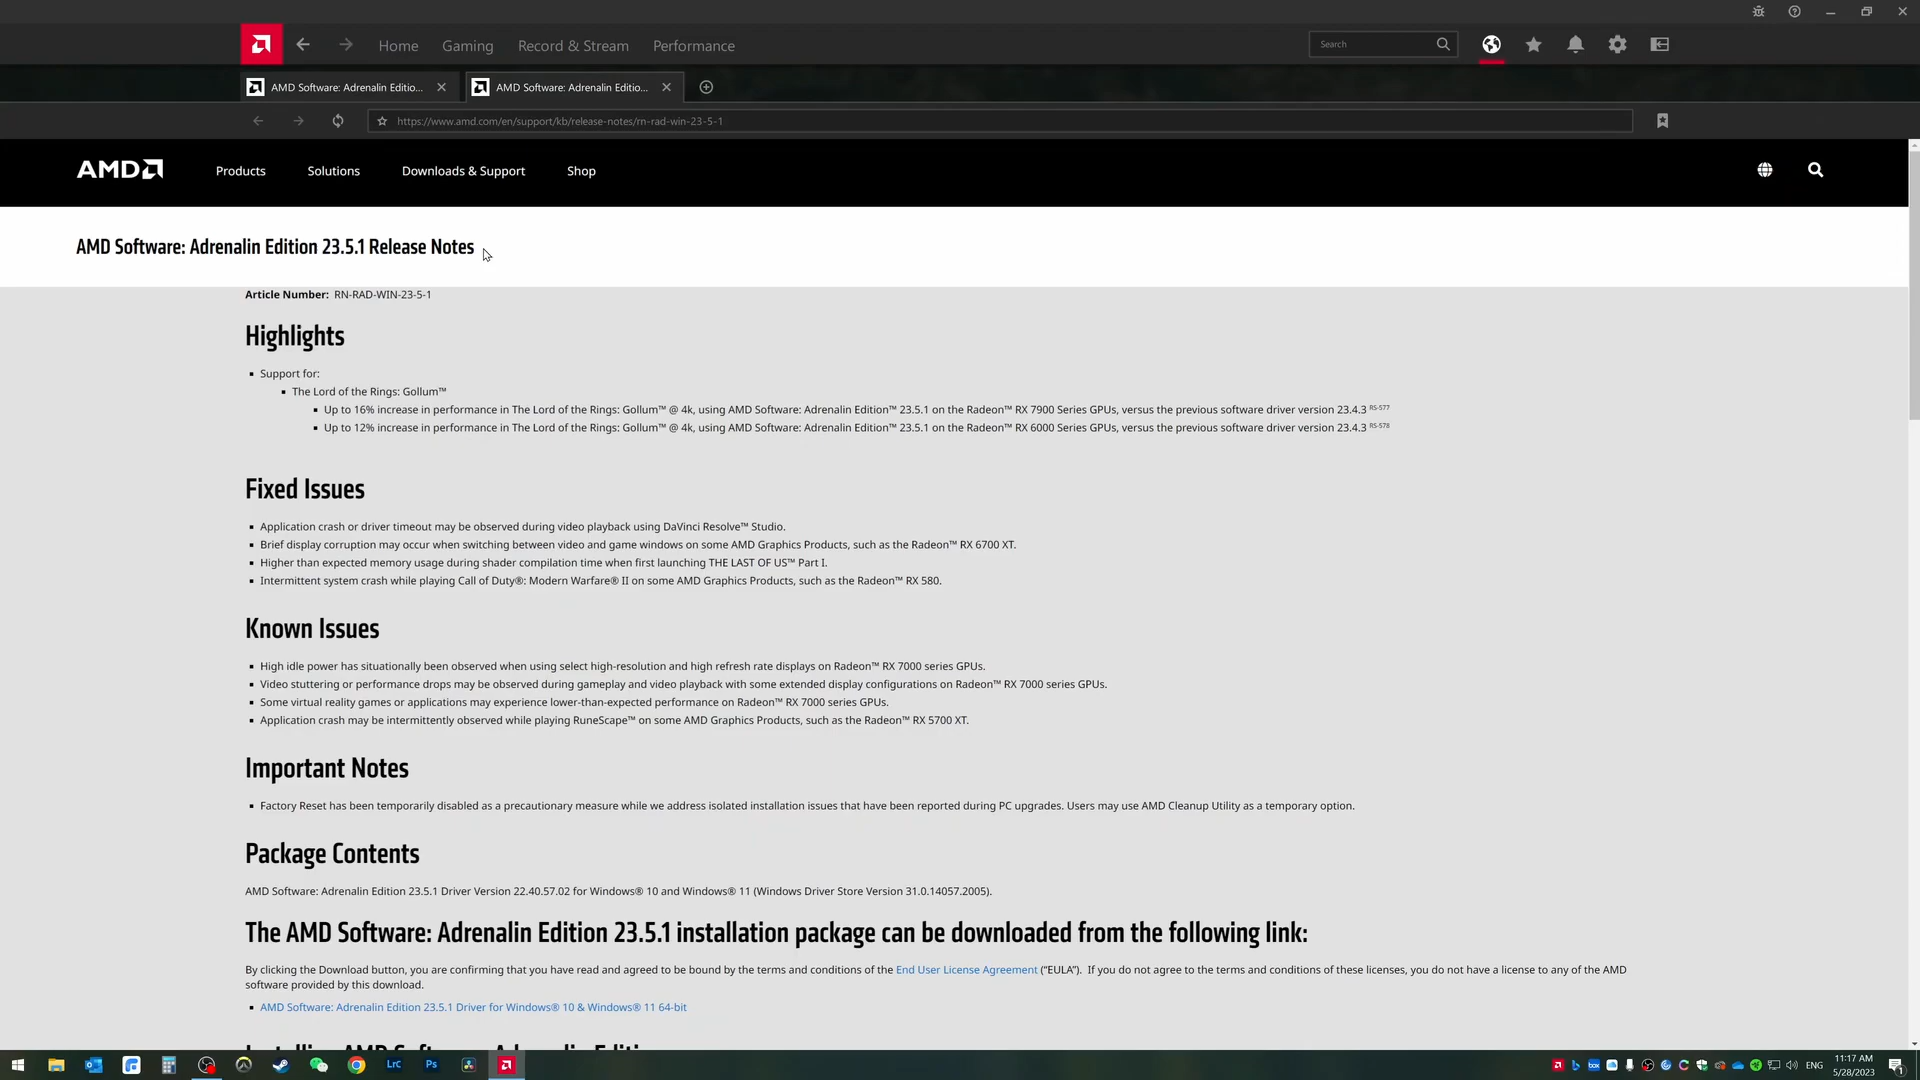 Home Gaming Record & Stream Performance Search
AMD Software: Adrenalin Editio... AMD Software: Adrenalin Editio...
https://www.amd.com/en/support/kb/release-notes/rn-rad-win-23-5-1
AMD Products Solutions Downloads & Support Shop
AMD Software: Adrenalin Edition 23.5.1 Release Notes
Article Number: RN-RAD-WIN-23-5-1
Highlights
Support for:
The Lord of the Rings: Gollum™
Up to 16% increase in performance in The Lord of the Rings: Gollum™ @ 4k, using AMD Software: Adrenalin Edition™ 23.5.1 on the Radeon™ RX 7900 Series GPUs, versus the previous software driver version 23.4.3 RS-577
Up to 12% increase in performance in The Lord of the Rings: Gollum™ @ 4k, using AMD Software: Adrenalin Edition™ 23.5.1 on the Radeon™ RX 6000 Series GPUs, versus the previous software driver version 23.4.3 RS-578
Fixed Issues
Application crash or driver timeout may be observed during video playback using DaVinci Resolve™ Studio.
Brief display corruption may occur when switching between video and game windows on some AMD Graphics Products, such as the Radeon™ RX 6700 XT.
Higher than expected memory usage during shader compilation time when first launching THE LAST OF US™ Part I.
Intermittent system crash while playing Call of Duty®: Modern Warfare® II on some AMD Graphics Products, such as the Radeon™ RX 580.
Known Issues
High idle power has situationally been observed when using select high-resolution and high refresh rate displays on Radeon™ RX 7000 series GPUs.
Video stuttering or performance drops may be observed during gameplay and video playback with some extended display configurations on Radeon™ RX 7000 series GPUs.
Some virtual reality games or applications may experience lower-than-expected performance on Radeon™ RX 7000 series GPUs.
Application crash may be intermittently observed while playing RuneScape™ on some AMD Graphics Products, such as the Radeon™ RX 5700 XT.
Important Notes
Factory Reset has been temporarily disabled as a precautionary measure while we address isolated installation issues that have been reported during PC upgrades. Users may use AMD Cleanup Utility as a temporary option.
Package Contents
AMD Software: Adrenalin Edition 23.5.1 Driver Version 22.40.57.02 for Windows® 10 and Windows® 11 (Windows Driver Store Version 31.0.14057.2005).
The AMD Software: Adrenalin Edition 23.5.1 installation package can be downloaded from the following link:
By clicking the Download button, you are confirming that you have read and agreed to be bound by the terms and conditions of the End User License Agreement (“EULA”). If you do not agree to the terms and conditions of these licenses, you do not have a license to any of the AMD
software provided by this download.
AMD Software: Adrenalin Edition 23.5.1 Driver for Windows® 10 & Windows® 11 64-bit
LrC Ps ENG 11:17 AM
5/28/2023